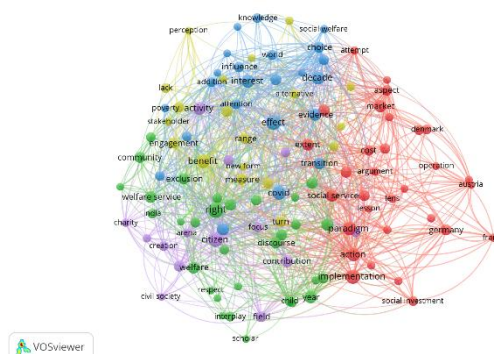 knowledge
social welfare
perception
choice
attempt
world
influence
lack
addition
interest
decade
aspect
alternative
market
poverty
activity
attention
stakeholder
evidence
denmark
effect
engagement
range
extent
cost
community
benefit
new form
transition
argument
operation
exclusion
measure
covid
austria
welfare service
social service
lens
lesson
india
right
charity
arena
turn
citizen
focus
paradigm
germany
creation
discourse
contribution
action
welfare
implementation
respect
civil society
child
year
social investment
interplay
field
scholar
VOSviewer